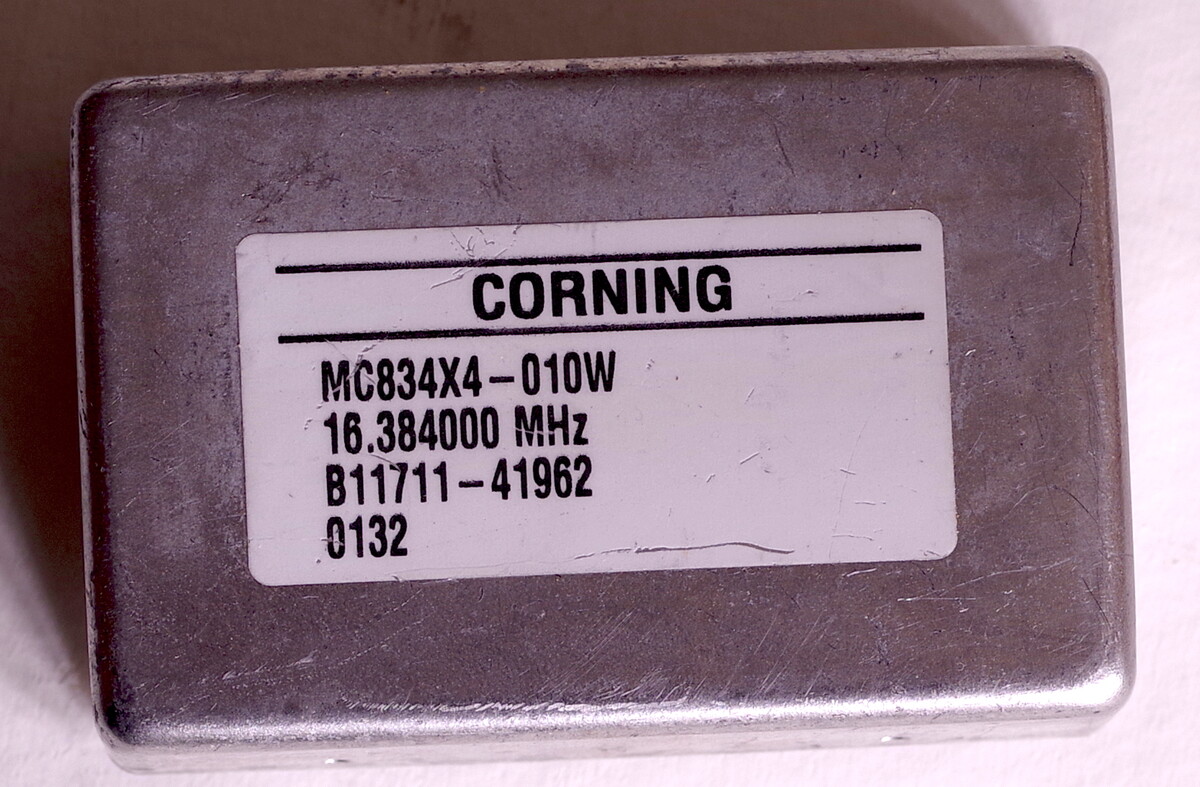 CORNING
MC834X4-010W
16.384000 MHz
B11711-41962
0132